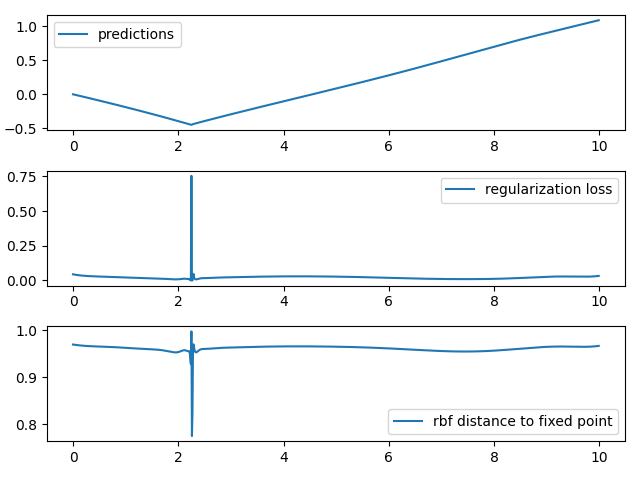 1.0
0.5
0.0
−0.5
predictions
0 2 4 6 8 10
0.75
0.50
0.25
0.00
regularization loss
0 2 4 6 8 10
1.0
0.9
0.8
rbf distance to fixed point
0 2 4 6 8 10